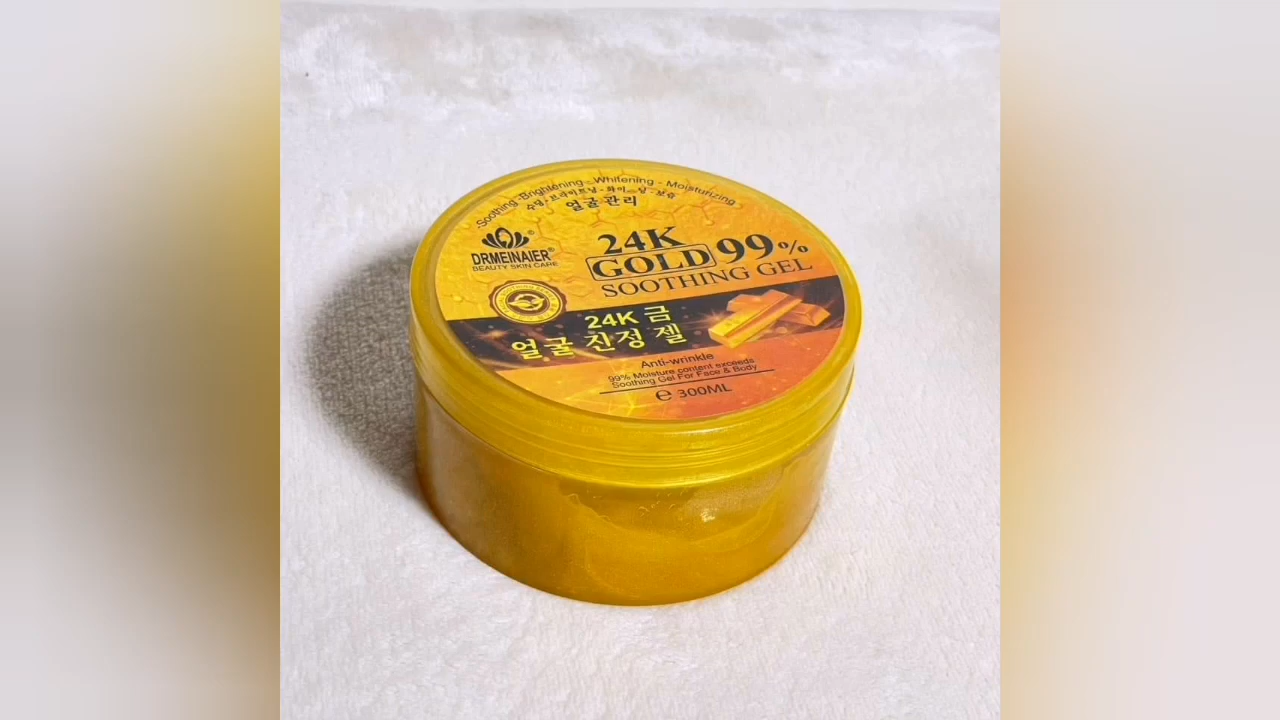 Soothing - Brightening - Whitening - Moisturizing
얼굴관리
DRMEINAIER®
BEAUTY SKIN CARE
24K
GOLD 99%
SOOTHING GEL
24K 금
얼굴 진정 젤
Anti-wrinkle
99% Moisture content exceeds
Soothing Gel For Face & Body
℮ 300ML